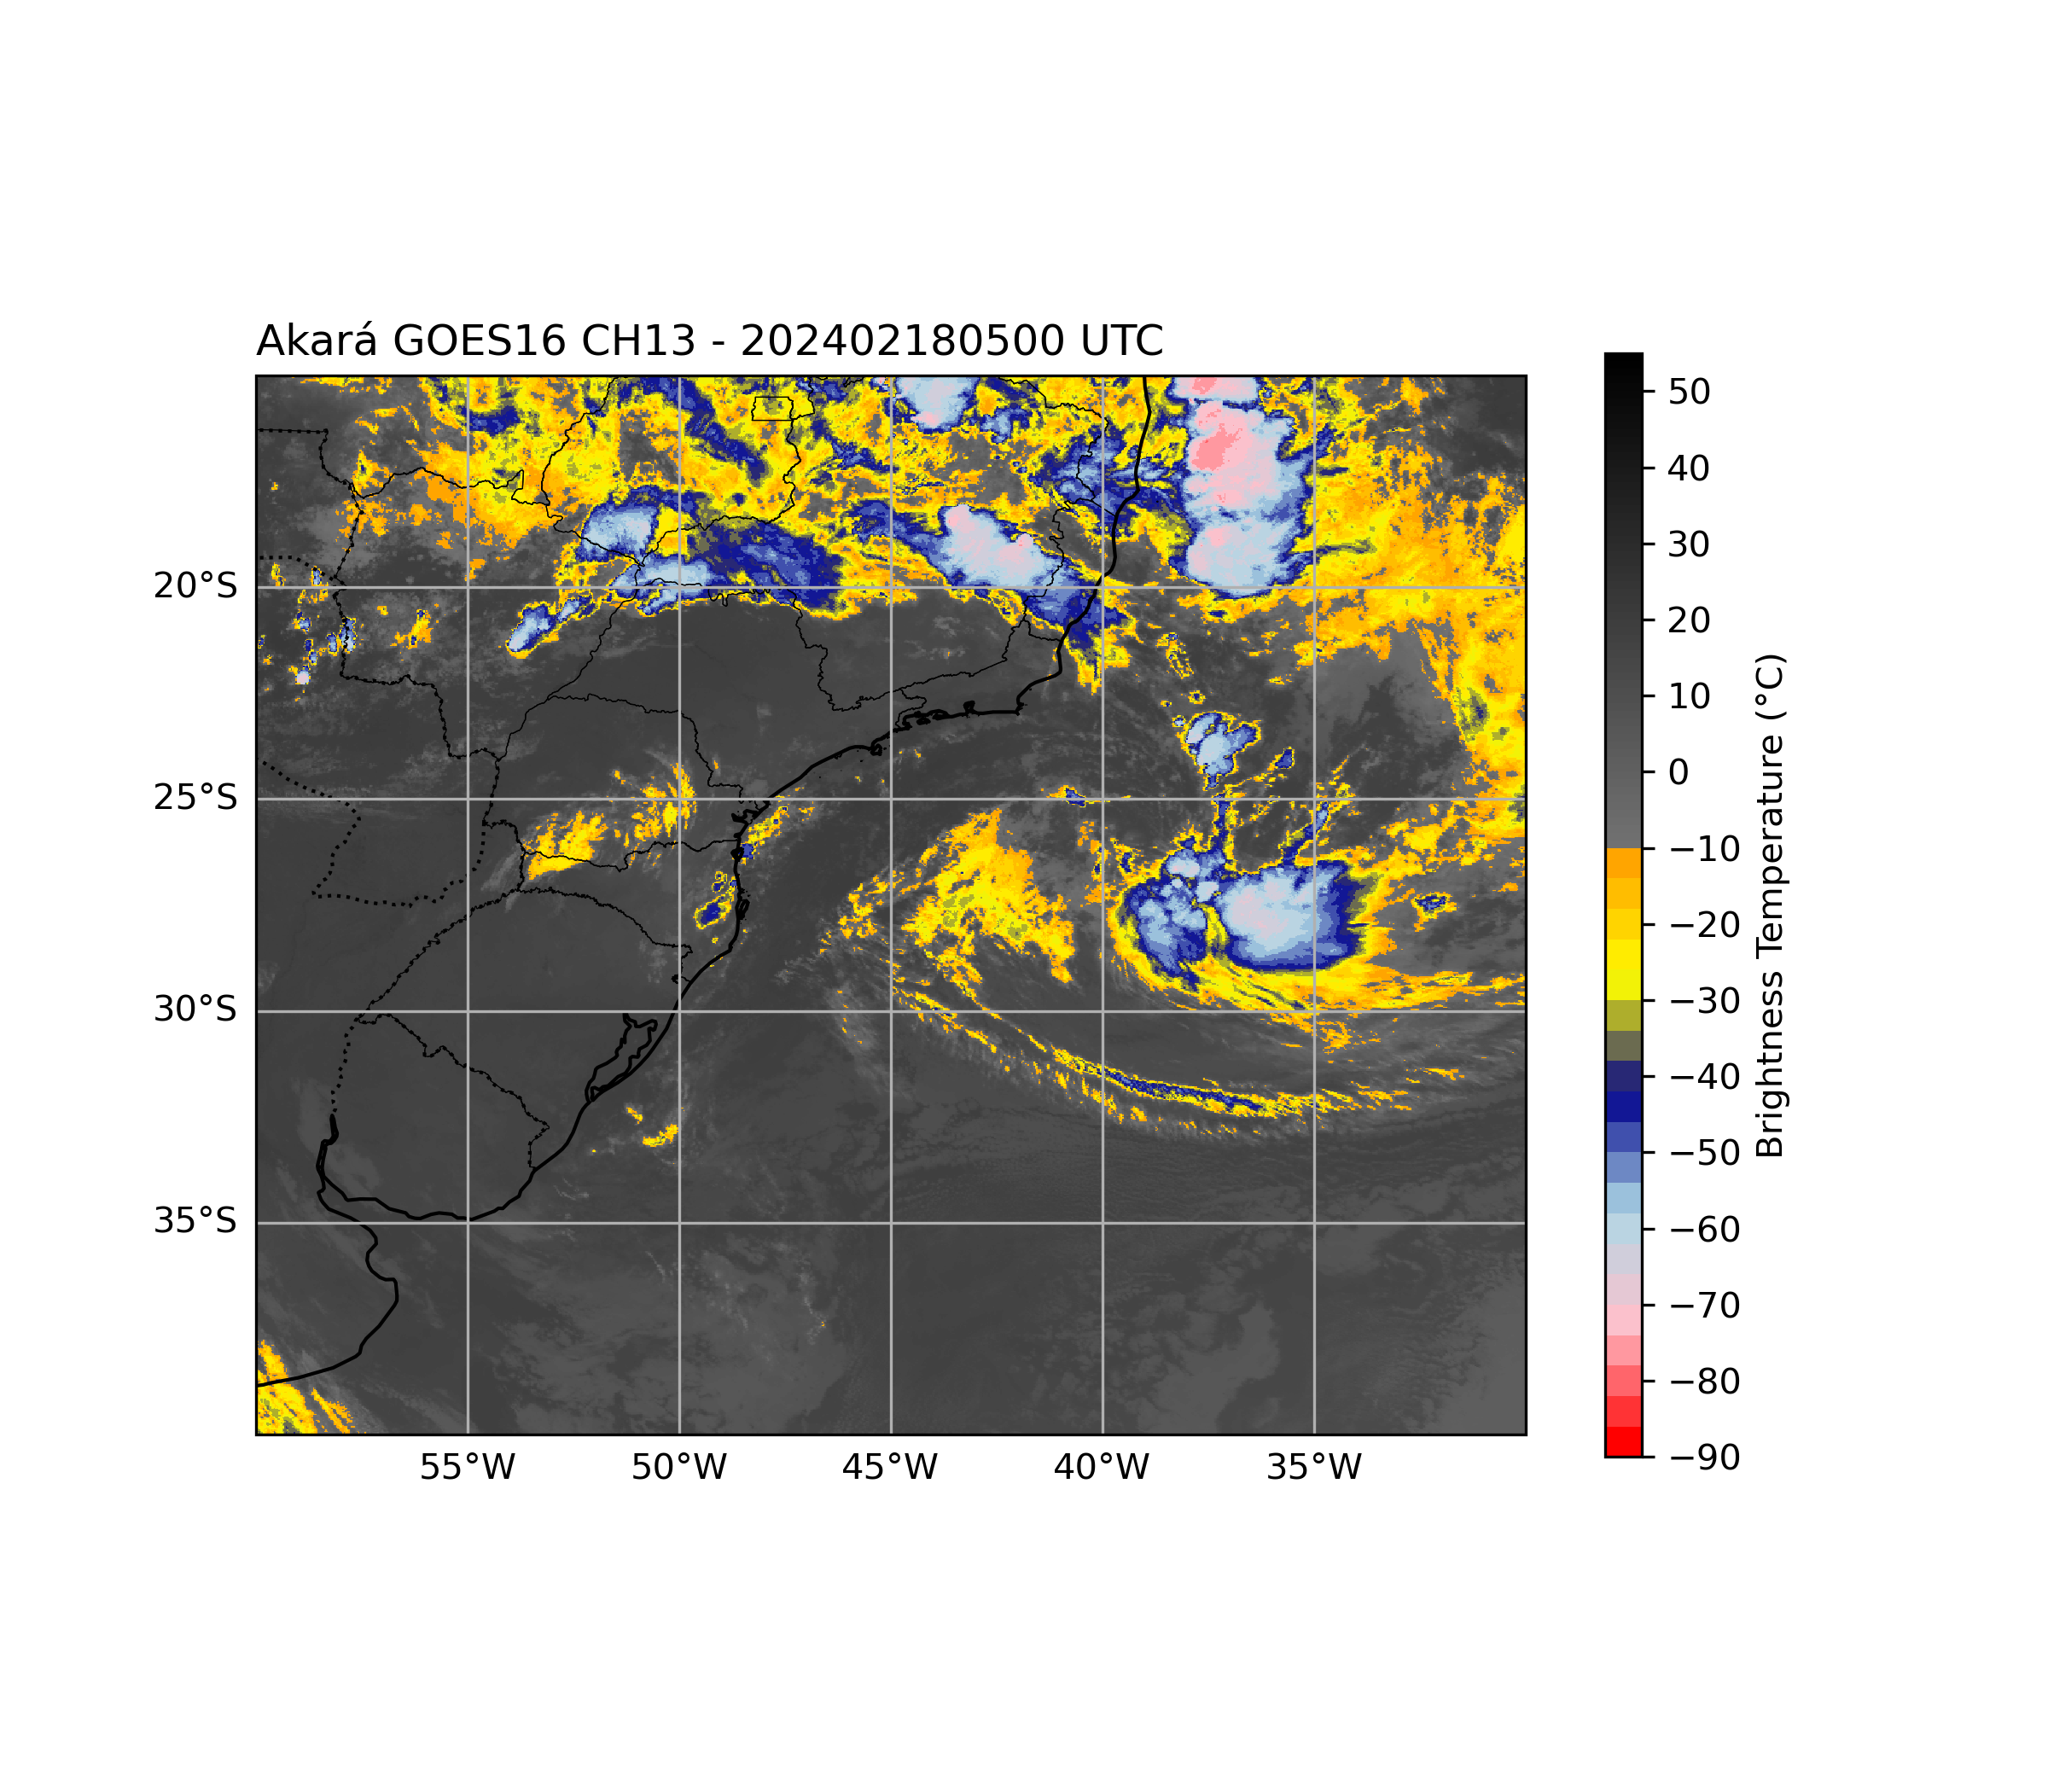 Akará GOES16 CH13 - 202402180500 UTC
20°S
25°S
30°S
35°S
55°W
50°W
45°W
40°W
35°W
50
40
30
20
10
0
−10
−20
−30
−40
−50
−60
−70
−80
−90
Brightness Temperature (°C)